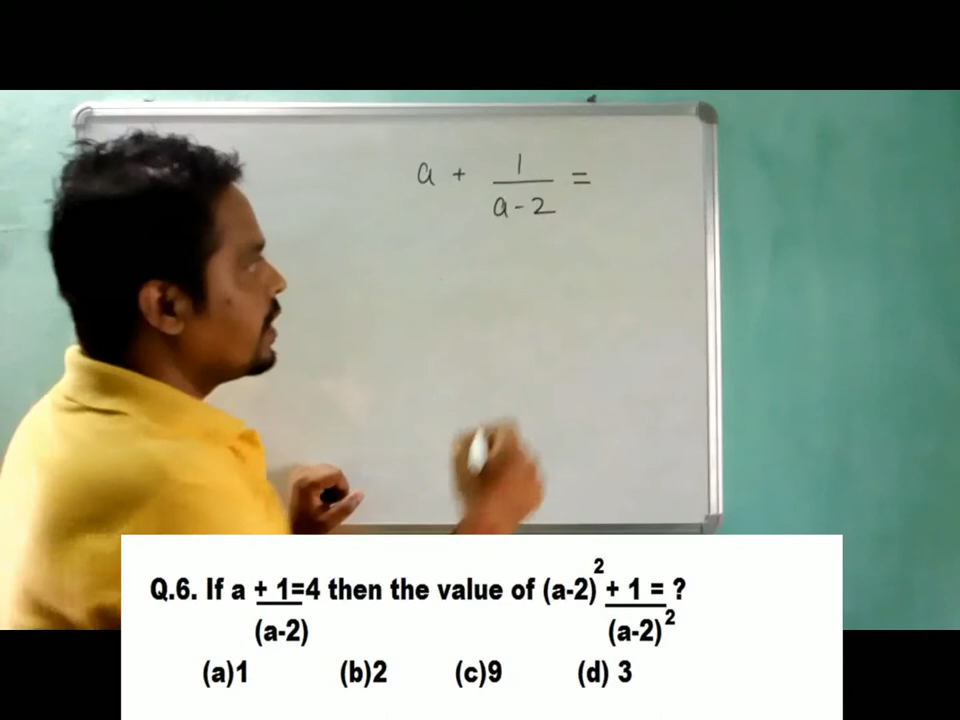 a + 1 =
a - 2
Q.6. If a + 1=4 then the value of (a-2)² + 1 = ?
(a-2) (a-2)²
(a)1 (b)2 (c)9 (d) 3